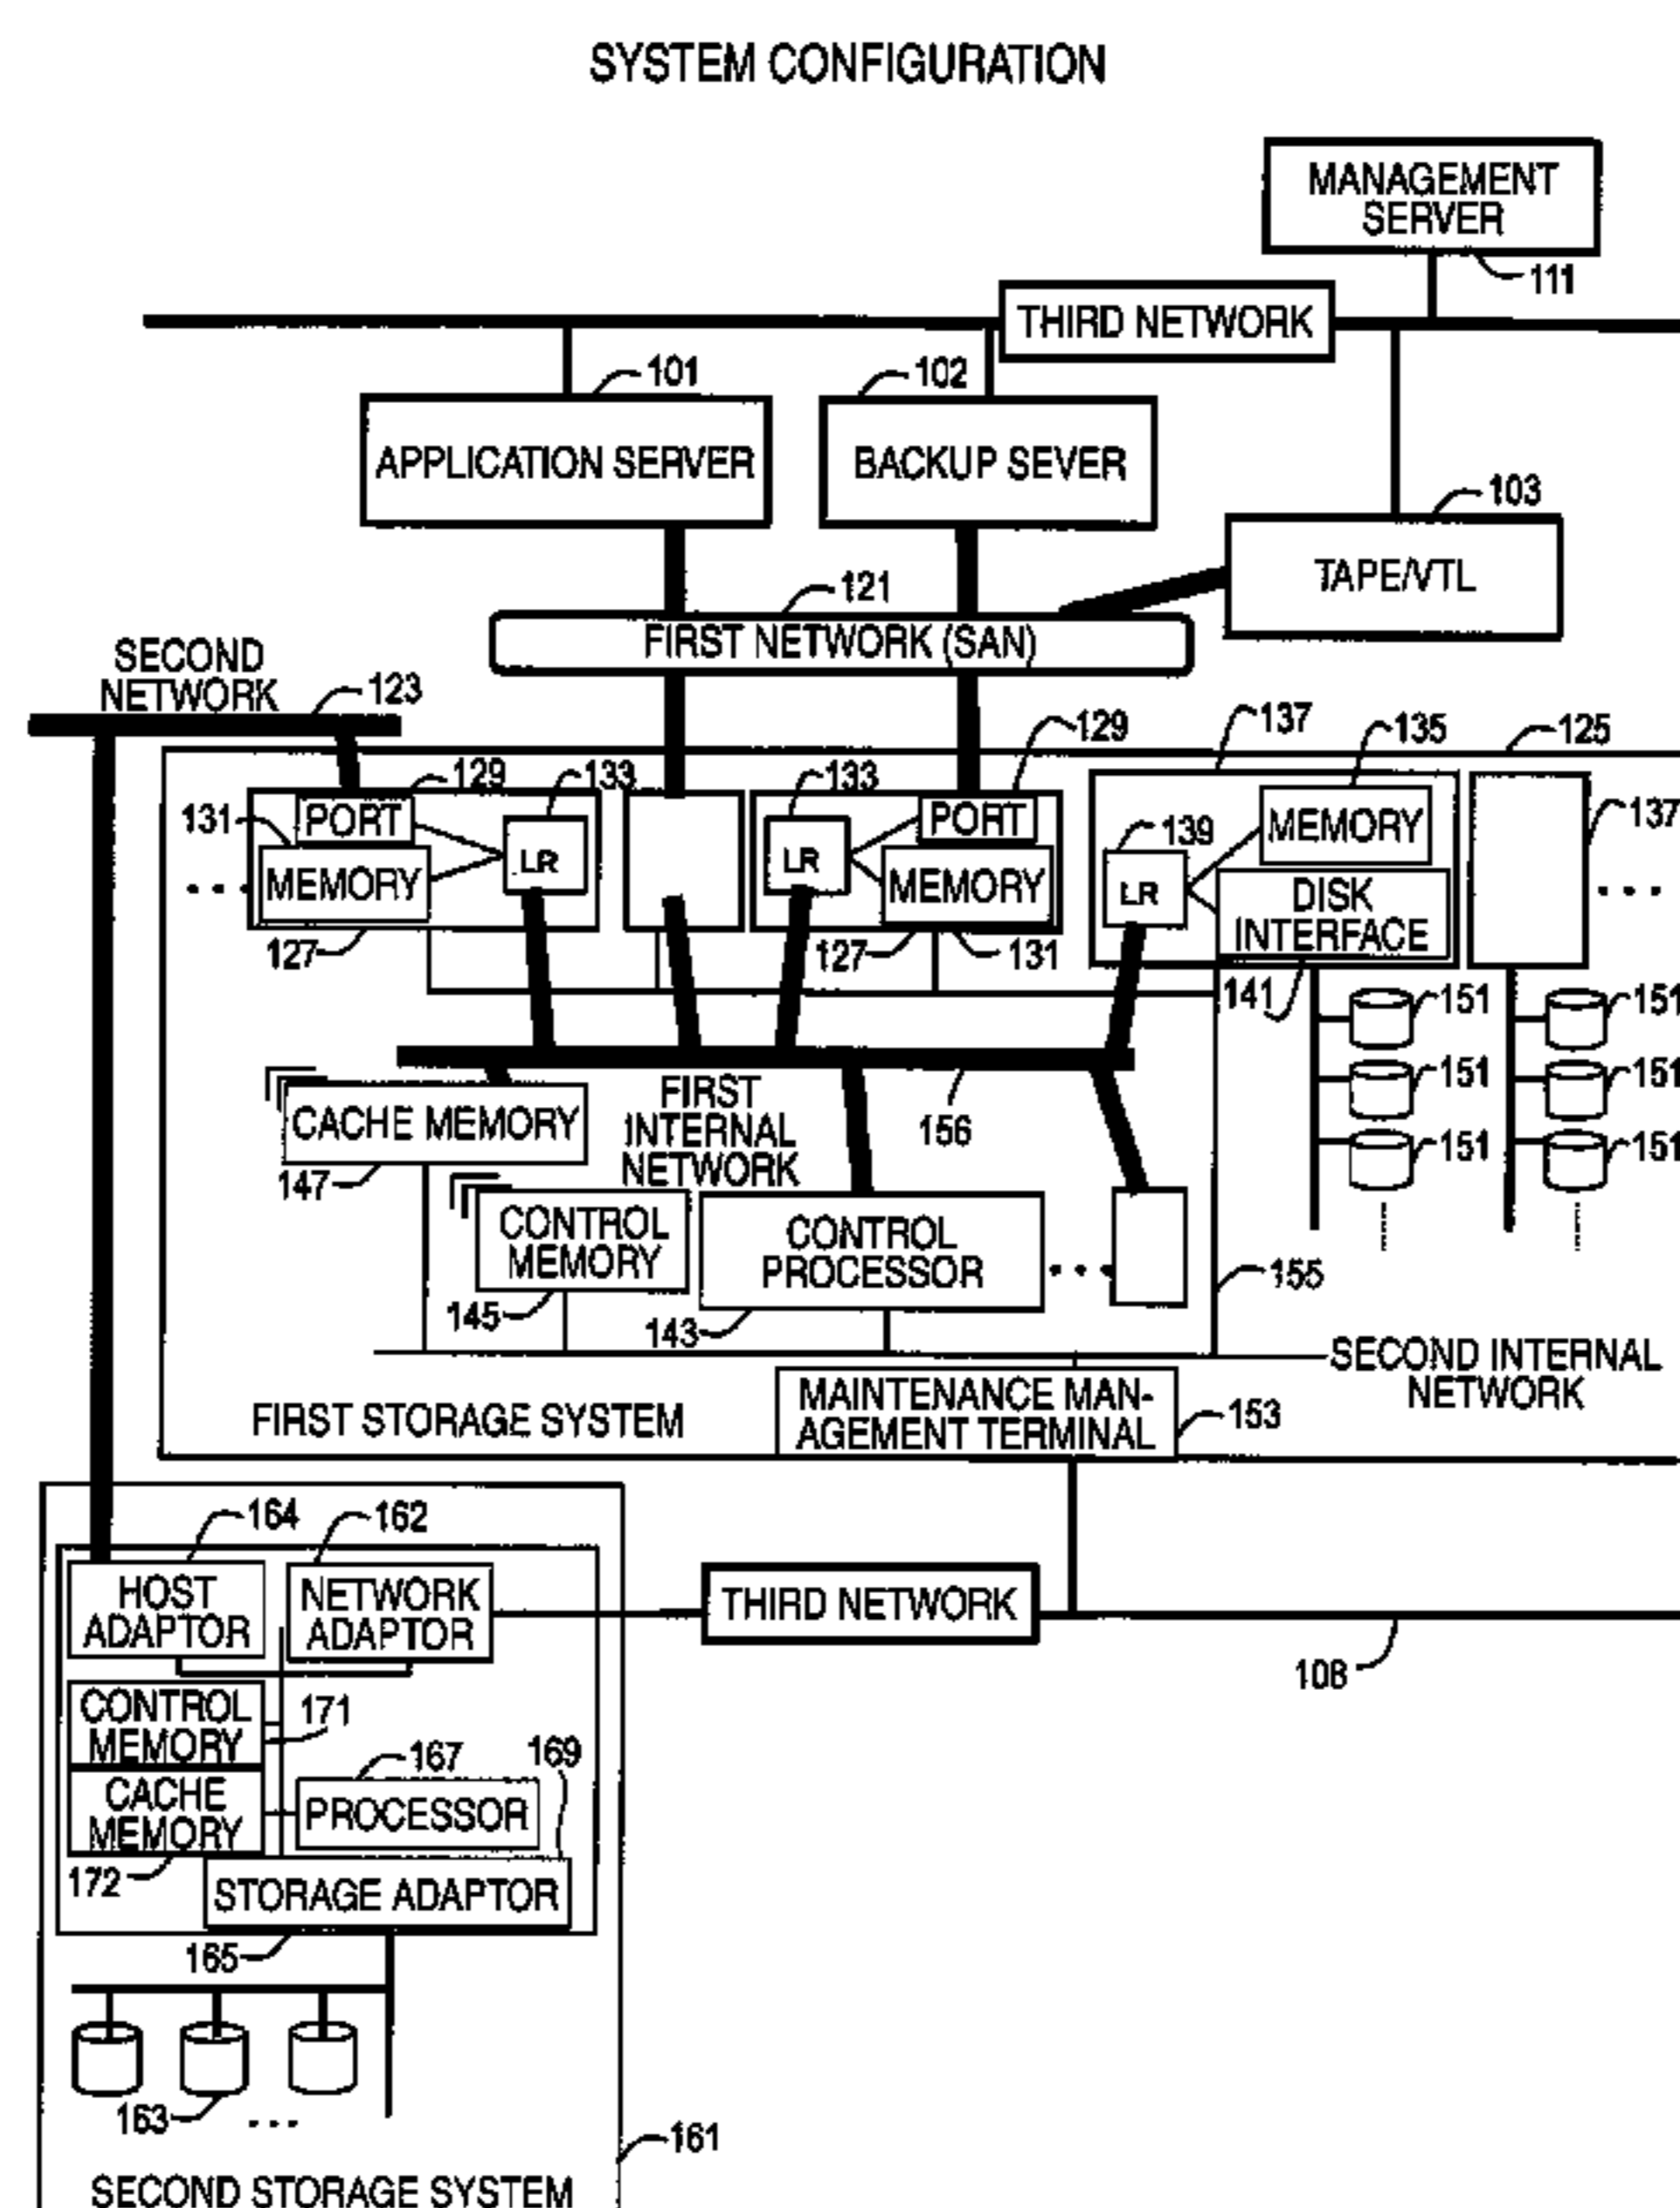 SYSTEM CONFIGURATION
MANAGEMENT
SERVER
111
THIRD NETWORK
101
102
APPLICATION SERVER
BACKUP SEVER
103
TAPE/VTL
121
FIRST NETWORK (SAN)
SECOND
NETWORK
123
129
133
133
129
137
135
125
131
PORT
LR
MEMORY
127
LR
PORT
MEMORY
127
131
139
LR
MEMORY
DISK
INTERFACE
137
141
151
151
151
151
151
151
CACHE MEMORY
147
FIRST
INTERNAL
NETWORK
156
CONTROL
MEMORY
145
CONTROL
PROCESSOR
143
155
SECOND INTERNAL
NETWORK
FIRST STORAGE SYSTEM
MAINTENANCE MAN-
AGEMENT TERMINAL
153
164
162
HOST
ADAPTOR
NETWORK
ADAPTOR
THIRD NETWORK
108
CONTROL
MEMORY
171
CACHE
MEMORY
172
167
169
PROCESSOR
STORAGE ADAPTOR
165
163
161
SECOND STORAGE SYSTEM